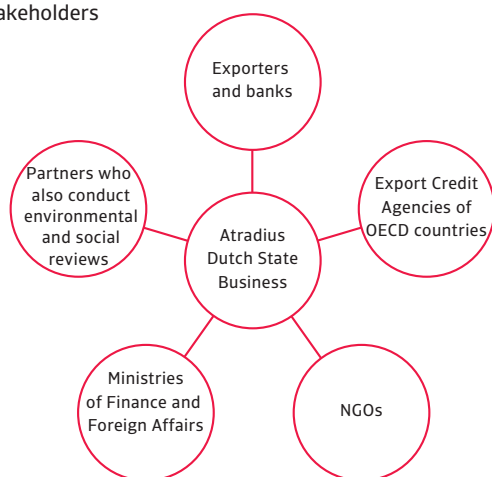 akeholders
Exporters
and banks
Partners who
also conduct
environmental
and social
reviews
Export Credit
Agencies of
OECD countries
Atradius
Dutch State
Business
Ministries
of Finance and
Foreign Affairs
NGOs